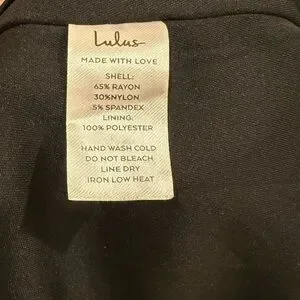 Lulus
MADE WITH LOVE
SHELL:
65% RAYON
30%NYLON
5% SPANDEX
LINING:
100% POLYESTER
HAND WASH COLD
DO NOT BLEACH
LINE DRY
IRON LOW HEAT